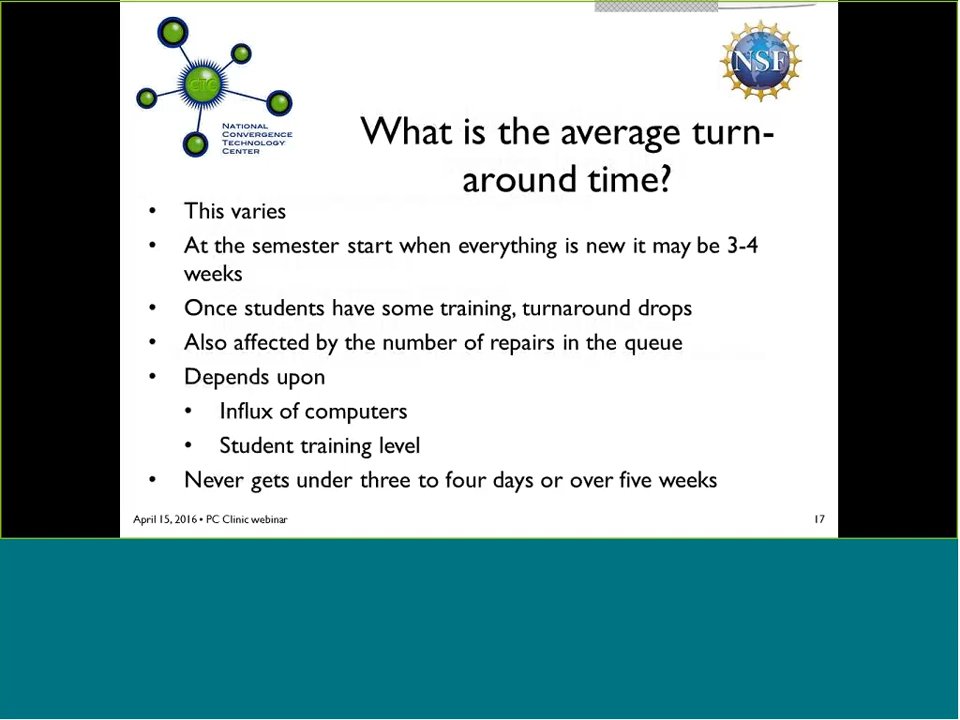 CTC
NSF
NATIONAL
CONVERGENCE
TECHNOLOGY
CENTER
What is the average turn-
around time?
• This varies
• At the semester start when everything is new it may be 3-4
weeks
• Once students have some training, turnaround drops
• Also affected by the number of repairs in the queue
• Depends upon
• Influx of computers
• Student training level
• Never gets under three to four days or over five weeks
April 15, 2016 • PC Clinic webinar
17